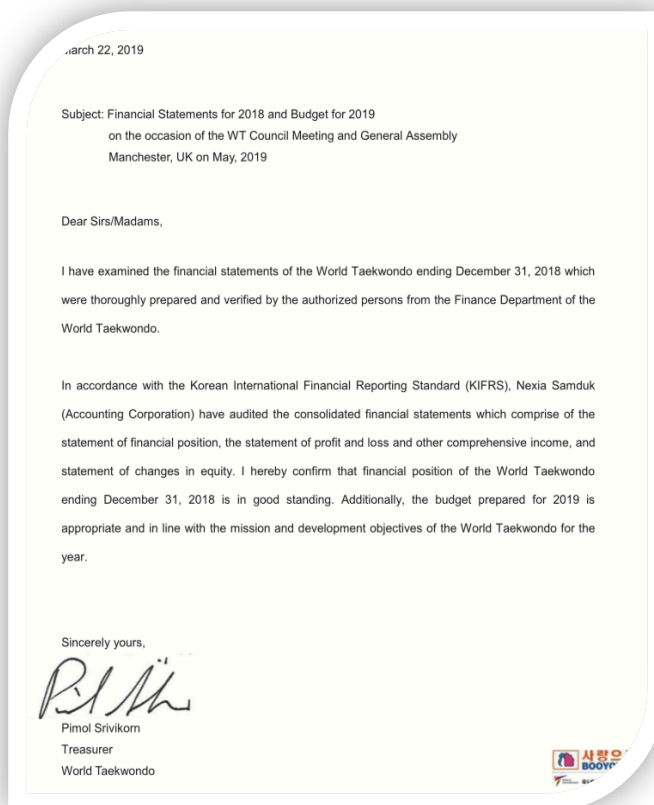 March 22, 2019
Subject: Financial Statements for 2018 and Budget for 2019
on the occasion of the WT Council Meeting and General Assembly
Manchester, UK on May, 2019
Dear Sirs/Madams,
I have examined the financial statements of the World Taekwondo ending December 31, 2018 which
were thoroughly prepared and verified by the authorized persons from the Finance Department of the
World Taekwondo.
In accordance with the Korean International Financial Reporting Standard (KIFRS), Nexia Samduk
(Accounting Corporation) have audited the consolidated financial statements which comprise of the
statement of financial position, the statement of profit and loss and other comprehensive income, and
statement of changes in equity. I hereby confirm that financial position of the World Taekwondo
ending December 31, 2018 is in good standing. Additionally, the budget prepared for 2019 is
appropriate and in line with the mission and development objectives of the World Taekwondo for the
year.
Sincerely yours,
Pimol Srivikorn
Treasurer
World Taekwondo
사랑으